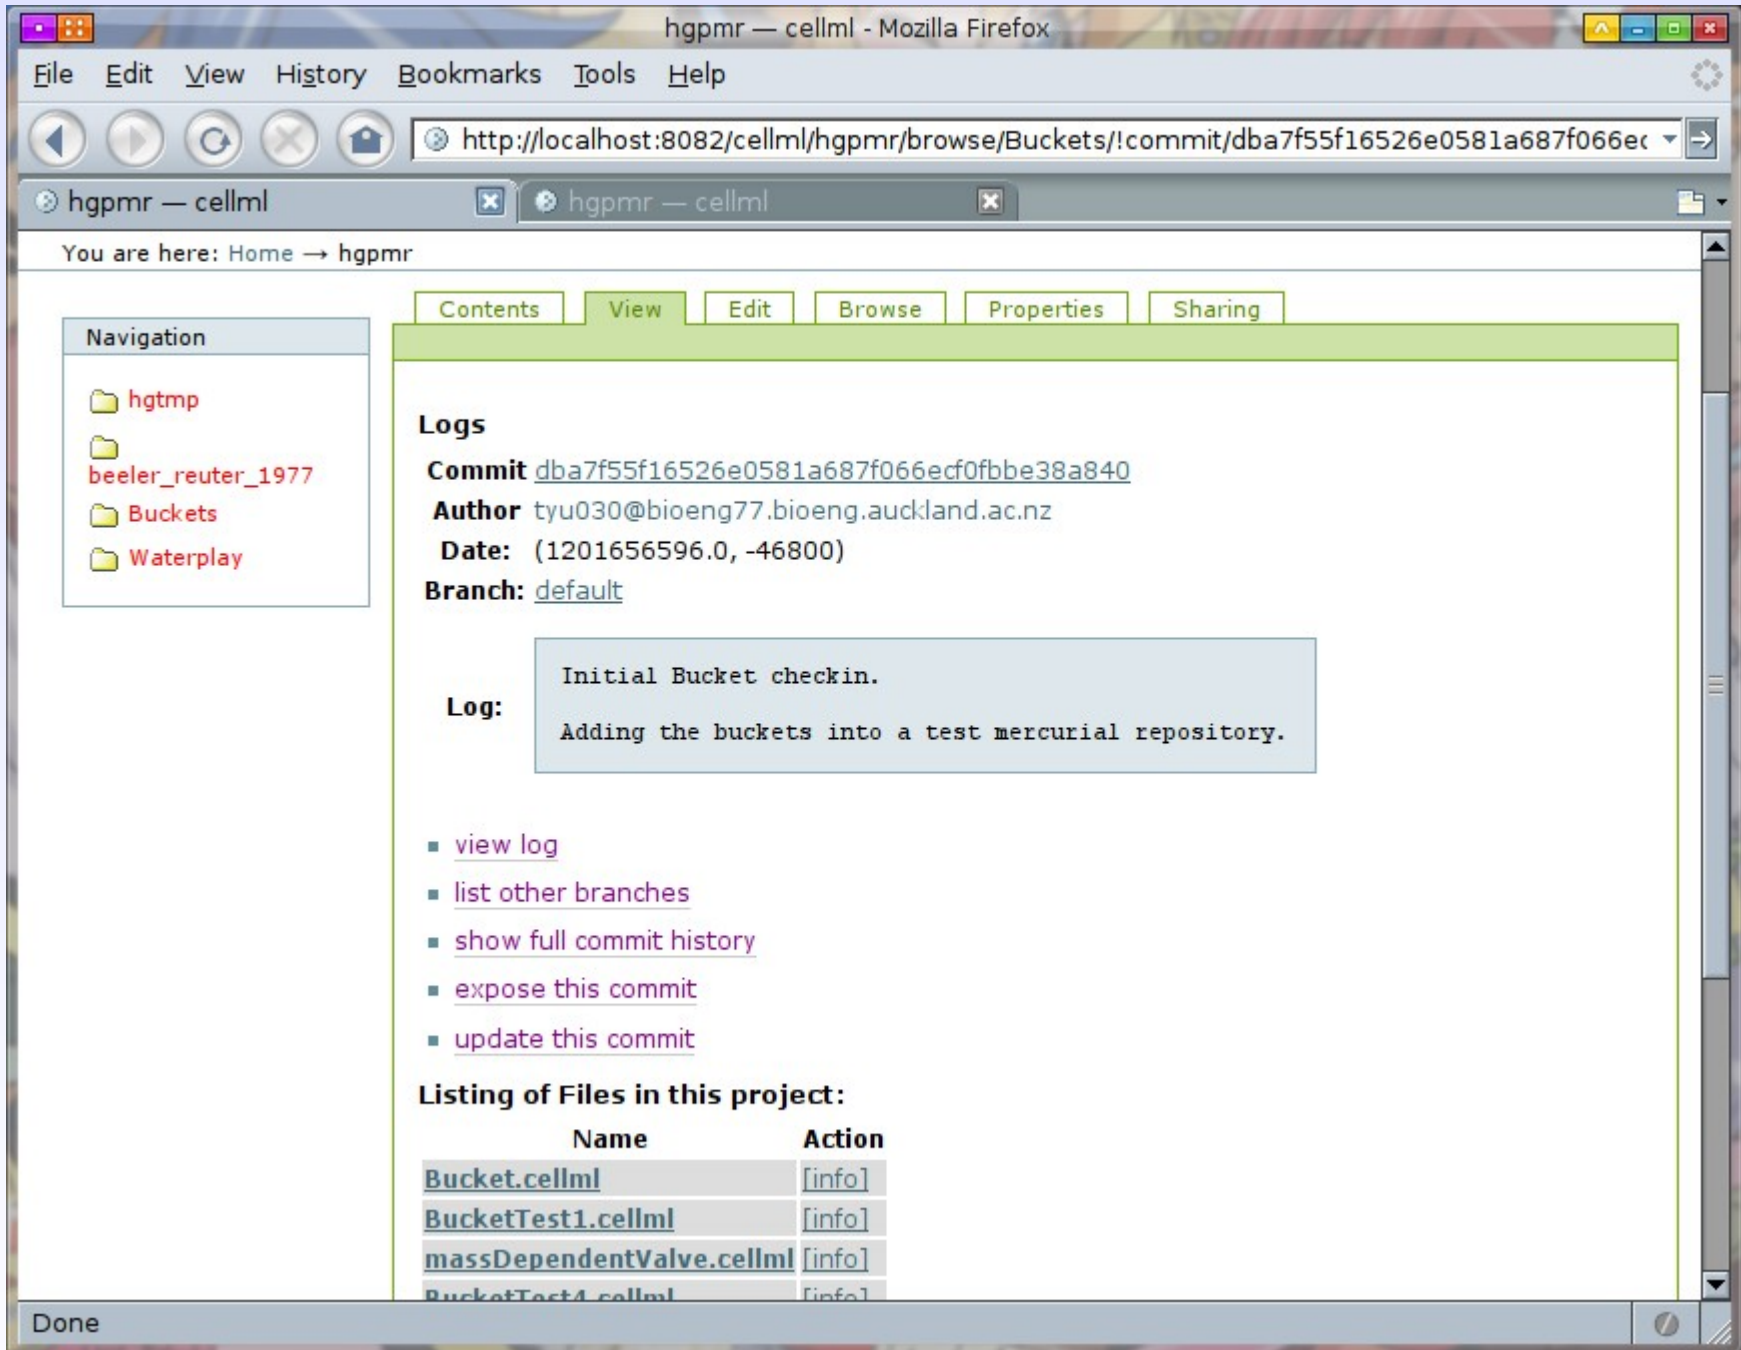 hgpmr — cellml - Mozilla Firefox
File Edit View History Bookmarks Tools Help
http://localhost:8082/cellml/hgpmr/browse/Buckets/!commit/dba7f55f16526e0581a687f066ec
hgpmr — cellml hgpmr — cellml
You are here: Home → hgpmr
Contents View Edit Browse Properties Sharing
Navigation
hgtmp
beeler_reuter_1977
Buckets
Waterplay
Logs
Commit dba7f55f16526e0581a687f066ecf0fbbe38a840
Author tyu030@bioeng77.bioeng.auckland.ac.nz
Date: (1201656596.0, -46800)
Branch: default
Log:
Initial Bucket checkin.
Adding the buckets into a test mercurial repository.
view log
list other branches
show full commit history
expose this commit
update this commit
Listing of Files in this project:
Name Action
Bucket.cellml [info]
BucketTest1.cellml [info]
massDependentValve.cellml [info]
BucketTest4.cellml [info]
Done